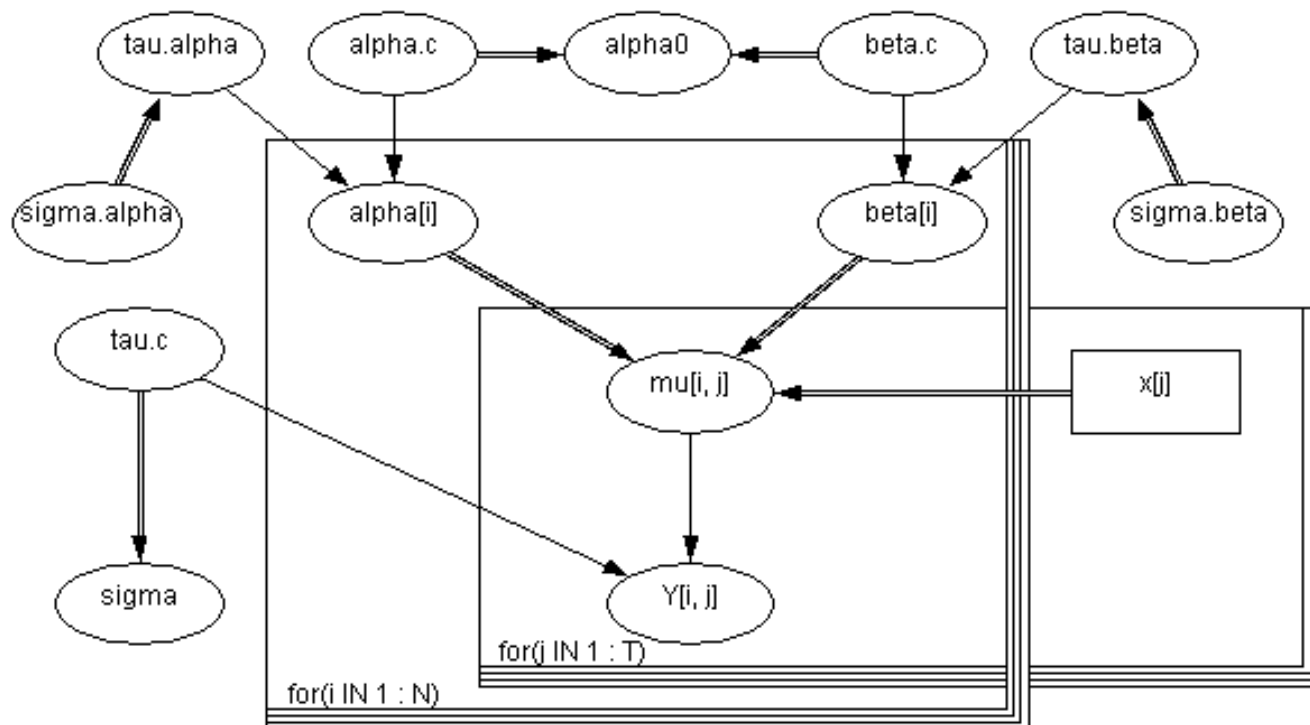 tau.alpha
alpha.c
alpha0
beta.c
tau.beta
sigma.alpha
alpha[i]
beta[i]
sigma.beta
tau.c
mu[i, j]
x[j]
sigma
Y[i, j]
for(j IN 1 : T)
for(i IN 1 : N)